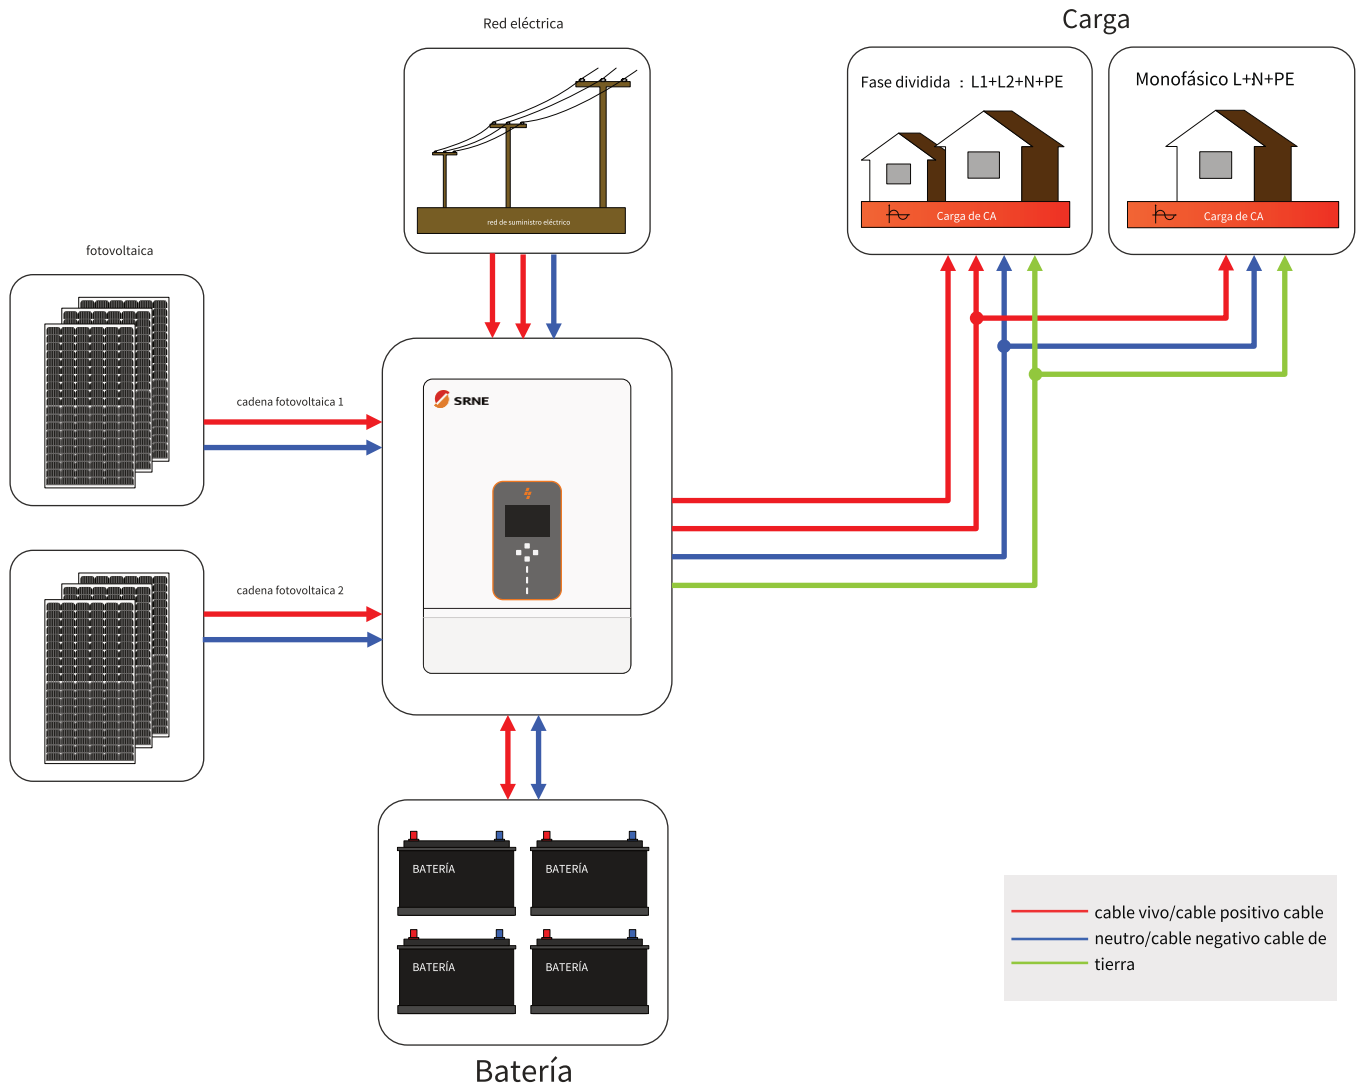 Carga
Red eléctrica
Fase dividida : L1+L2+N+PE
Monofásico L+N+PE
red de suministro eléctrico
Carga de CA
Carga de CA
fotovoltaica
cadena fotovoltaica 1
SRNE
cadena fotovoltaica 2
BATERÍA
BATERÍA
BATERÍA
BATERÍA
Batería
cable vivo/cable positivo cable
neutro/cable negativo cable de
tierra